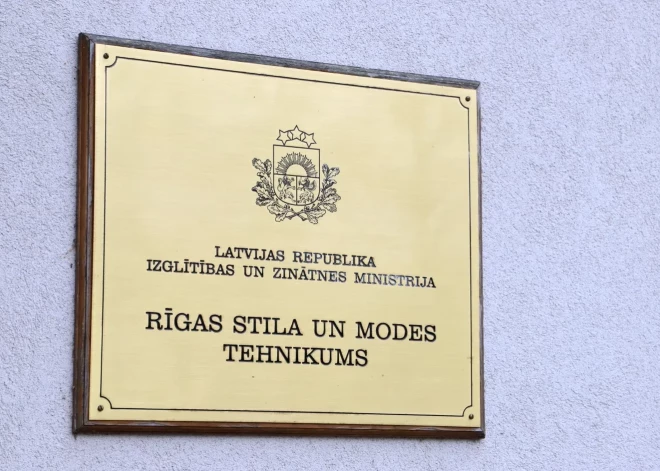 LATVIJAS REPUBLIKA
IZGLĪTĪBAS UN ZINĀTNES MINISTRIJA
RĪGAS STILA UN MODES
TEHNIKUMS